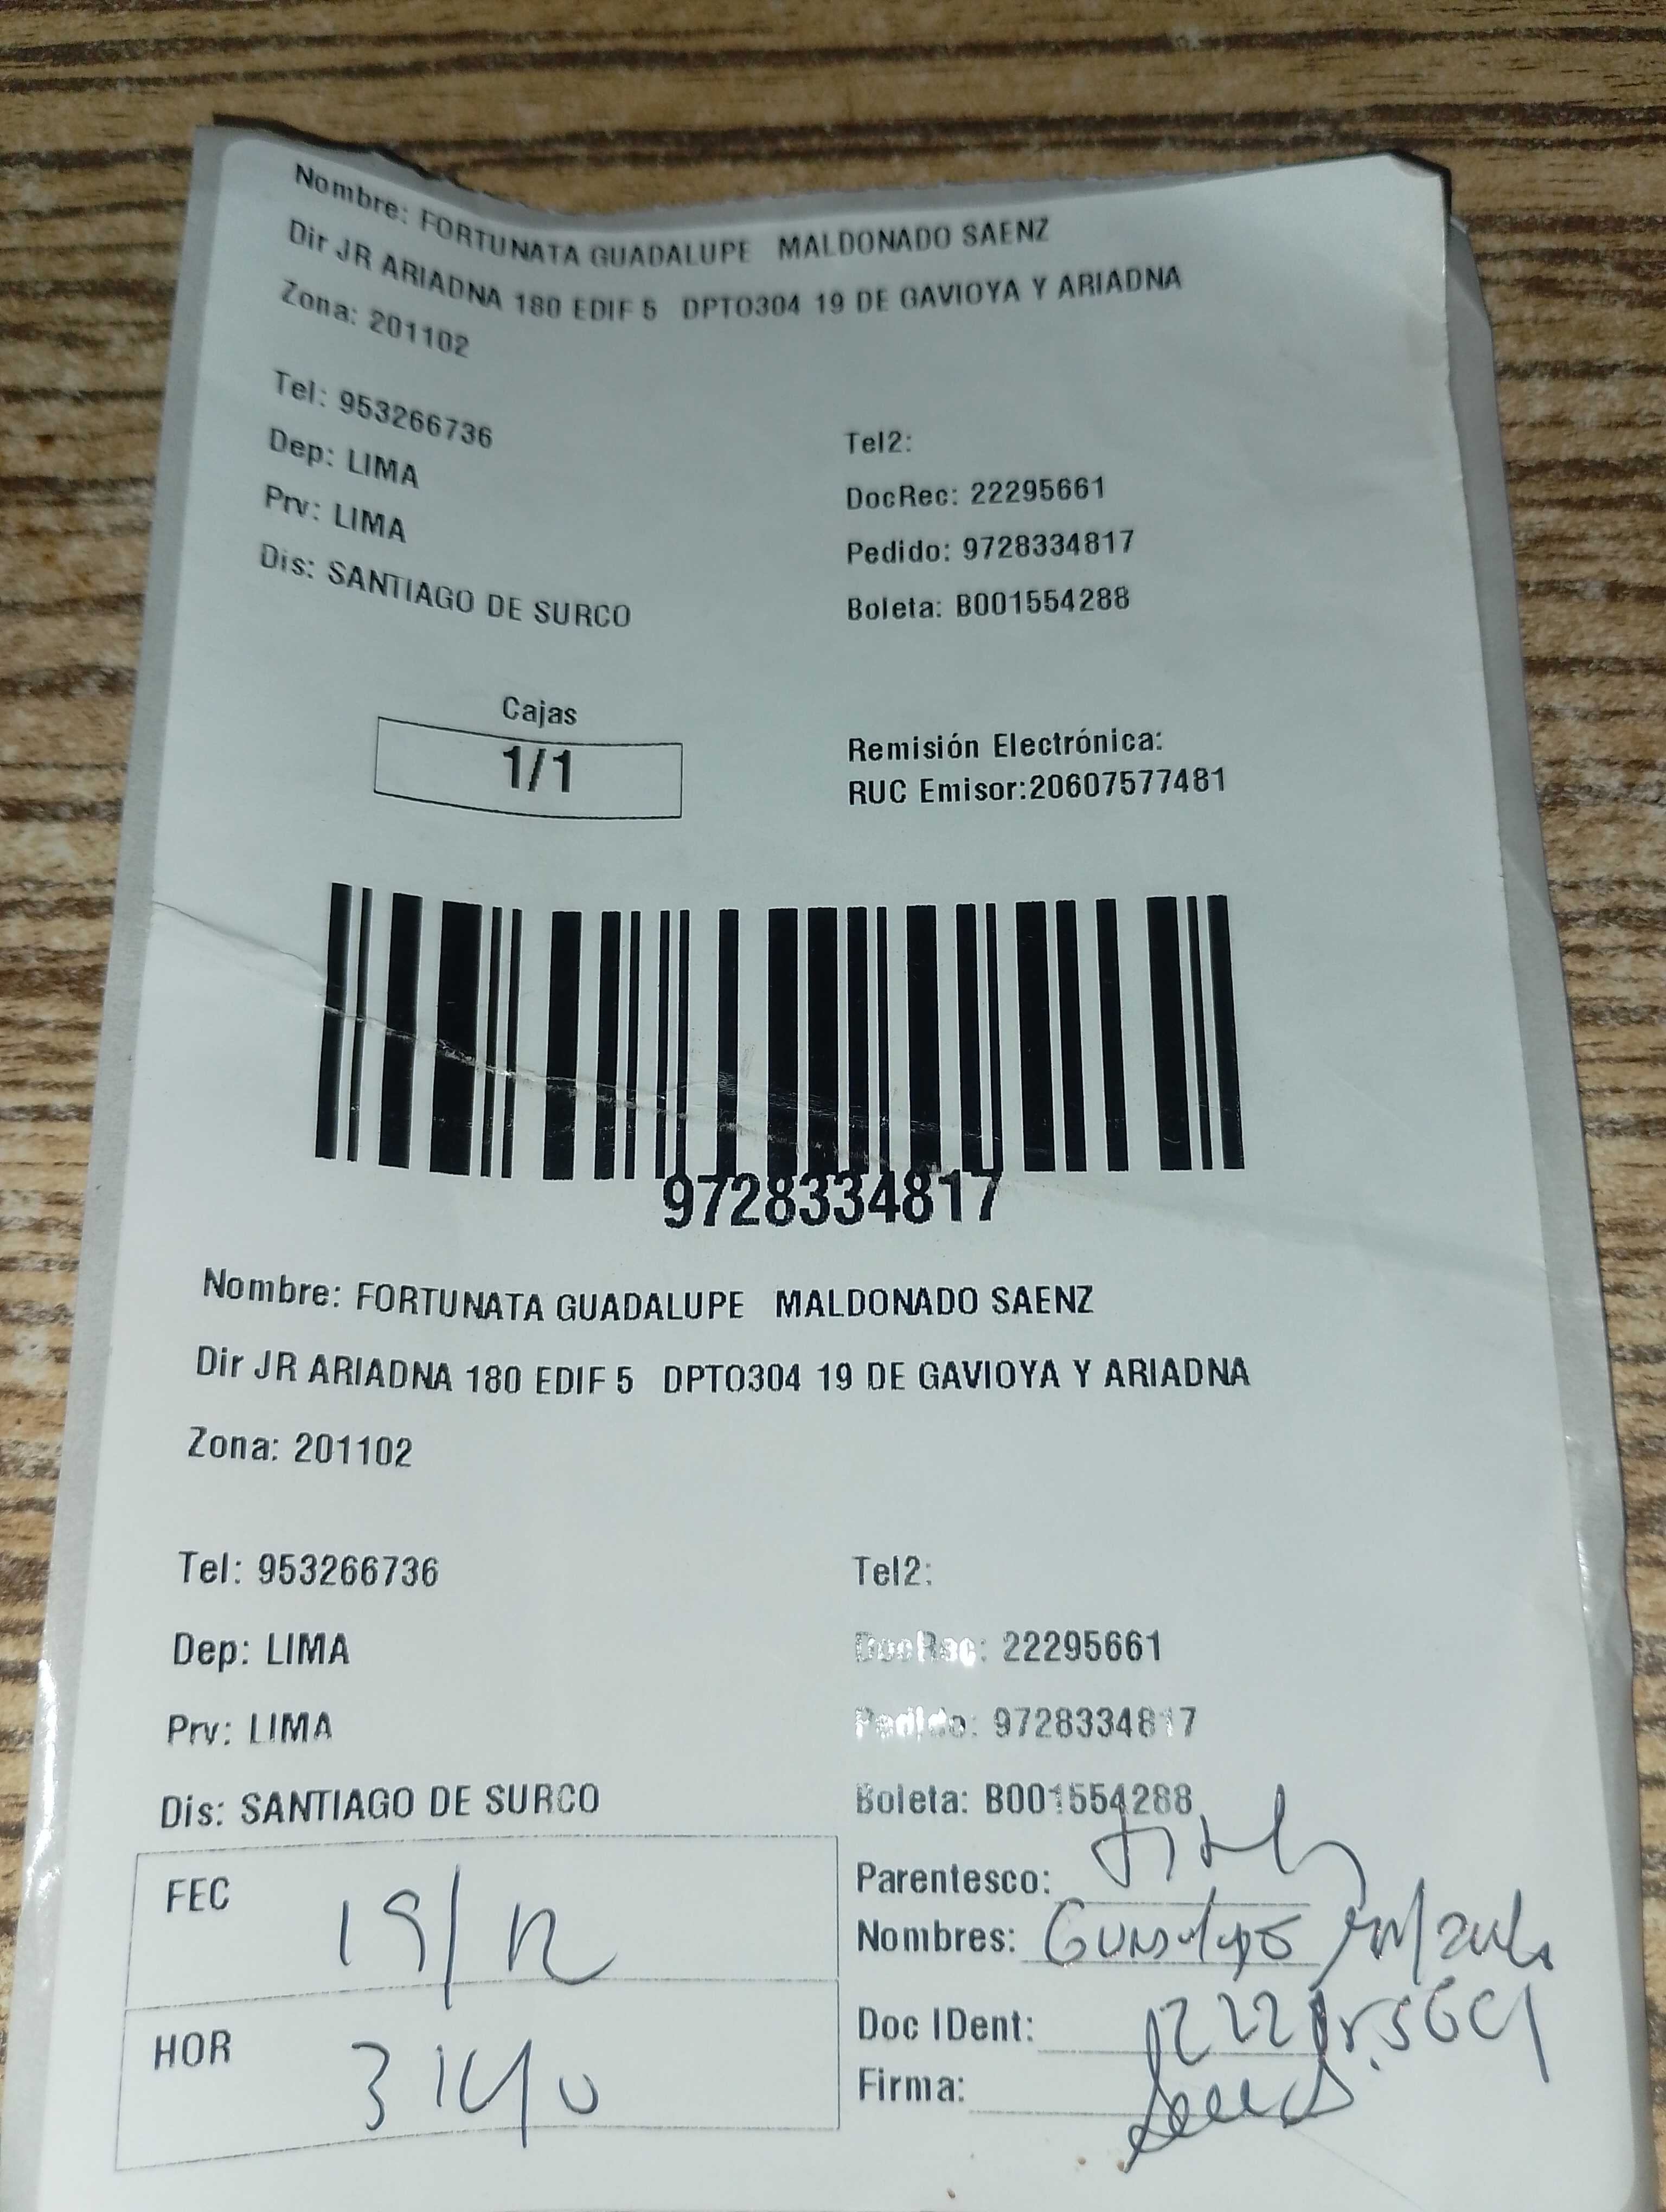 Nombre: FORTUNATA GUADALUPE MALDONADO SAENZ
Dir JR ARIADNA 180 EDIF 5 DPTO304 19 DE GAVIOYA Y ARIADNA
Zona: 201102
Tel: 953266736
Tel2:
Dep: LIMA
DocRec: 22295661
Prv: LIMA
Pedido: 9728334817
Dis: SANTIAGO DE SURCO
Boleta: B001554288
Cajas
1/1
Remisión Electrónica:
RUC Emisor:20607577481
9728334817
Nombre: FORTUNATA GUADALUPE MALDONADO SAENZ
Dir JR ARIADNA 180 EDIF 5 DPTO304 19 DE GAVIOYA Y ARIADNA
Zona: 201102
Tel: 953266736
Tel2:
Dep: LIMA
DocRec: 22295661
Prv: LIMA
Pedido: 9728334817
Dis: SANTIAGO DE SURCO
Boleta: B001554288
FEC 19/12
Parentesco:
Nombres: Guadalupe
HOR
Doc IDent:
Firma: